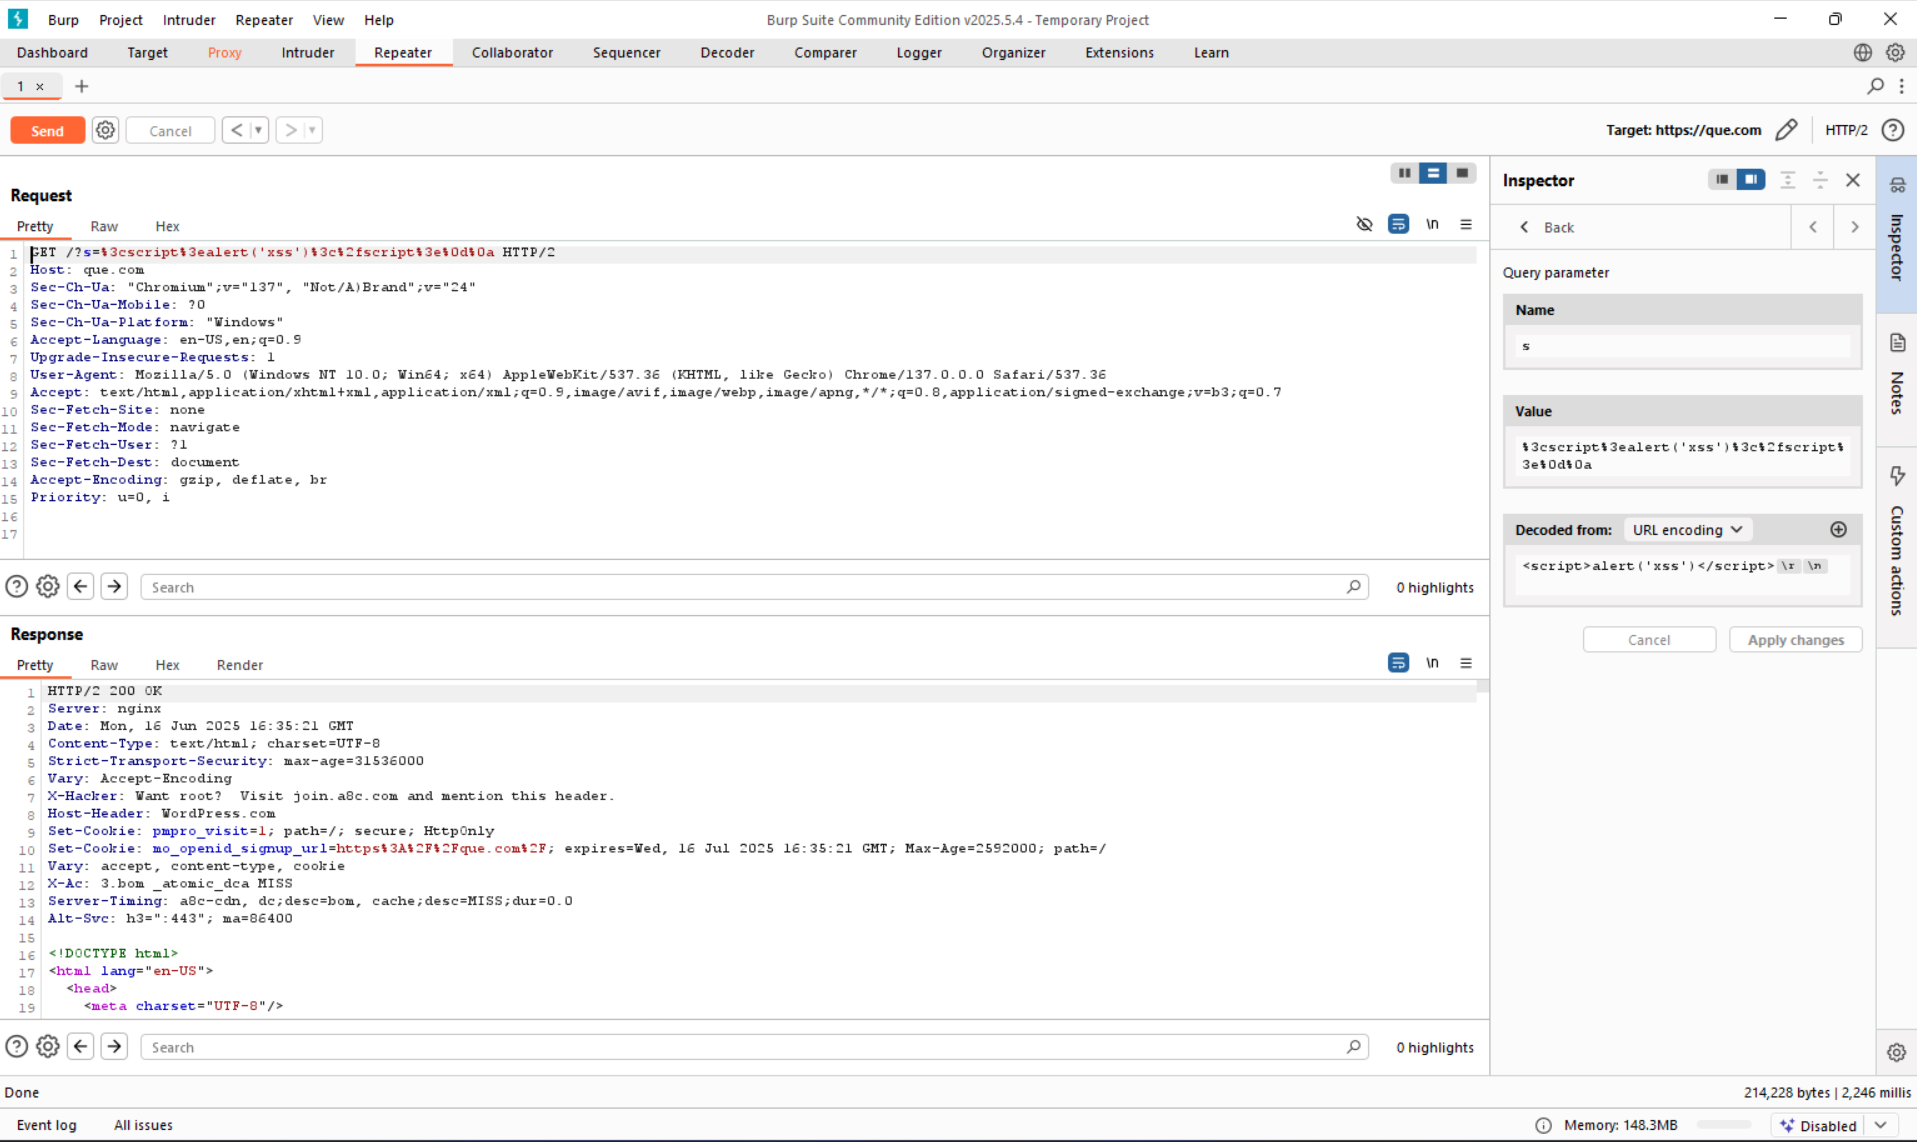 Burp Project Intruder Repeater View Help
Burp Suite Community Edition v2025.5.4 - Temporary Project
Dashboard Target Proxy Intruder Repeater Collaborator Sequencer Decoder Comparer Logger Organizer Extensions Learn
1 × +
Send Cancel < >
Target: https://que.com HTTP/2 ?
Request
Pretty Raw Hex
\n
1 GET /?s=%3cscript%3ealert('xss')%3c%2fscript%3e%0d%0a HTTP/2
2 Host: que.com
3 Sec-Ch-Ua: "Chromium";v="137", "Not/A)Brand";v="24"
4 Sec-Ch-Ua-Mobile: ?0
5 Sec-Ch-Ua-Platform: "Windows"
6 Accept-Language: en-US,en;q=0.9
7 Upgrade-Insecure-Requests: 1
8 User-Agent: Mozilla/5.0 (Windows NT 10.0; Win64; x64) AppleWebKit/537.36 (KHTML, like Gecko) Chrome/137.0.0.0 Safari/537.36
9 Accept: text/html,application/xhtml+xml,application/xml;q=0.9,image/avif,image/webp,image/apng,*/*;q=0.8,application/signed-exchange;v=b3;q=0.7
10 Sec-Fetch-Site: none
11 Sec-Fetch-Mode: navigate
12 Sec-Fetch-User: ?1
13 Sec-Fetch-Dest: document
14 Accept-Encoding: gzip, deflate, br
15 Priority: u=0, i
16
17
? Search 0 highlights
Response
Pretty Raw Hex Render
\n
1 HTTP/2 200 OK
2 Server: nginx
3 Date: Mon, 16 Jun 2025 16:35:21 GMT
4 Content-Type: text/html; charset=UTF-8
5 Strict-Transport-Security: max-age=31536000
6 Vary: Accept-Encoding
7 X-Hacker: Want root?  Visit join.a8c.com and mention this header.
8 Host-Header: WordPress.com
9 Set-Cookie: pmpro_visit=1; path=/; secure; HttpOnly
10 Set-Cookie: mo_openid_signup_url=https%3A%2F%2Fque.com%2F; expires=Wed, 16 Jul 2025 16:35:21 GMT; Max-Age=2592000; path=/
11 Vary: accept, content-type, cookie
12 X-Ac: 3.bom _atomic_dca MISS
13 Server-Timing: a8c-cdn, dc;desc=bom, cache;desc=MISS;dur=0.0
14 Alt-Svc: h3=":443"; ma=86400
15
16 <!DOCTYPE html>
17 <html lang="en-US">
18 <head>
19 <meta charset="UTF-8"/>
? Search 0 highlights
Inspector
< Back < >
Query parameter
Name
s
Value
%3cscript%3ealert('xss')%3c%2fscript%
3e%0d%0a
Decoded from: URL encoding
<script>alert('xss')</script> \r \n
Cancel Apply changes
Inspector
Notes
Custom actions
Done
214,228 bytes | 2,246 millis
Event log All issues
Memory: 148.3MB Disabled